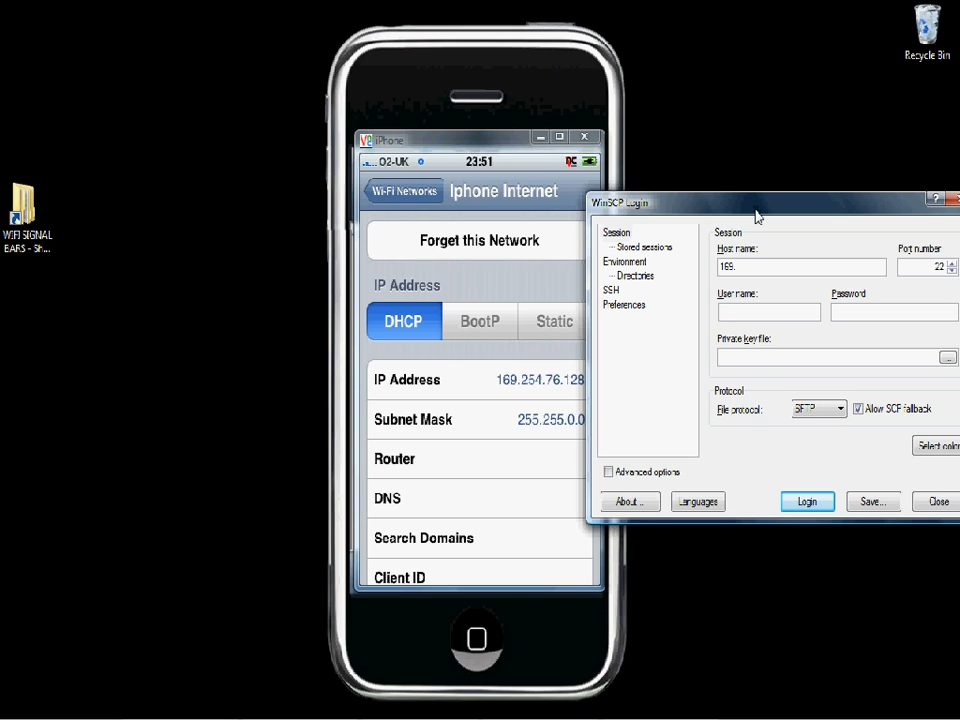 Recycle Bin
WIFI SIGNAL
EARS - Sh...
iPhone
O2-UK
23:51
Wi-Fi Networks
Iphone Internet
Forget this Network
IP Address
DHCP
BootP
Static
IP Address
169.254.76.128
Subnet Mask
255.255.0.0
Router
DNS
Search Domains
Client ID
WinSCP Login
?
Session
Stored sessions
Environment
Directories
SSH
Preferences
Session
Host name:
Port number
169.
22
User name:
Password
Private key file:
...
Protocol
File protocol:
SFTP
Allow SCP fallback
Select color
Advanced options
About...
Languages
Login
Save...
Close